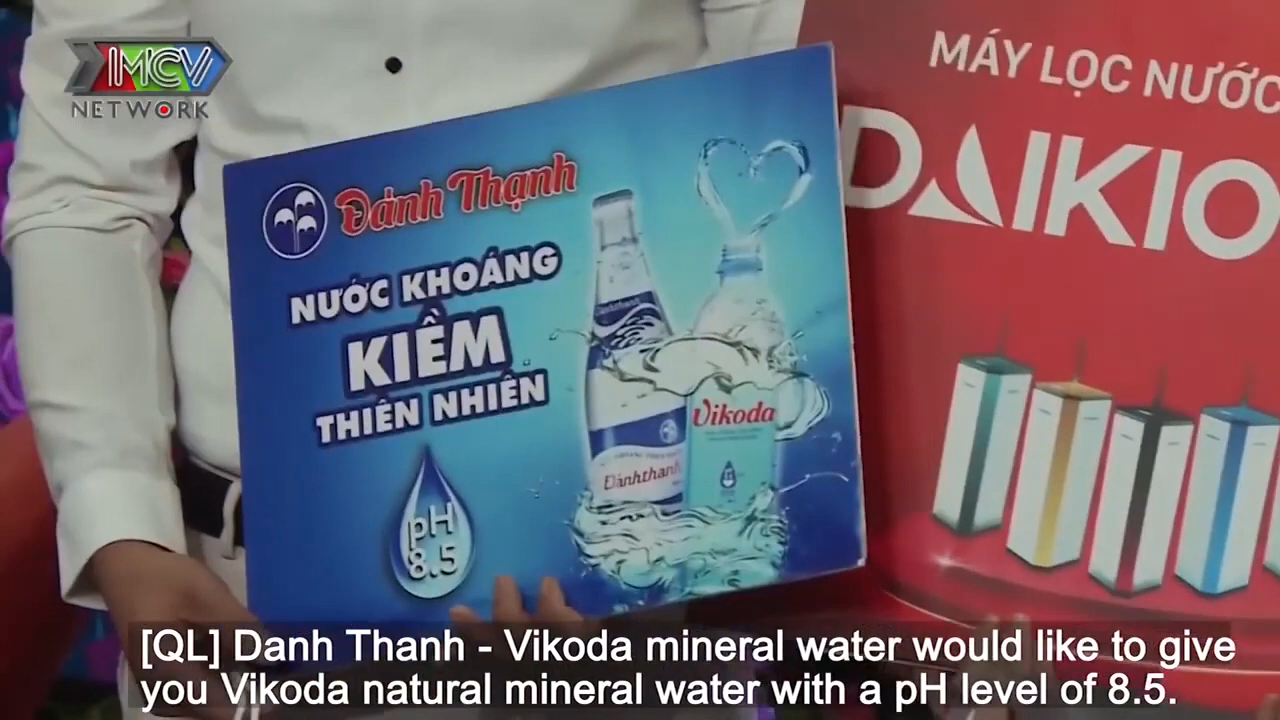 MCV
NETWORK
Đảnh Thạnh
NƯỚC KHOÁNG
KIỀM
THIÊN NHIÊN
pH
8.5
Đảnhthạnh
Vikoda
MÁY LỌC NƯỚC
DAIKIO
[QL] Danh Thanh - Vikoda mineral water would like to give
you Vikoda natural mineral water with a pH level of 8.5.